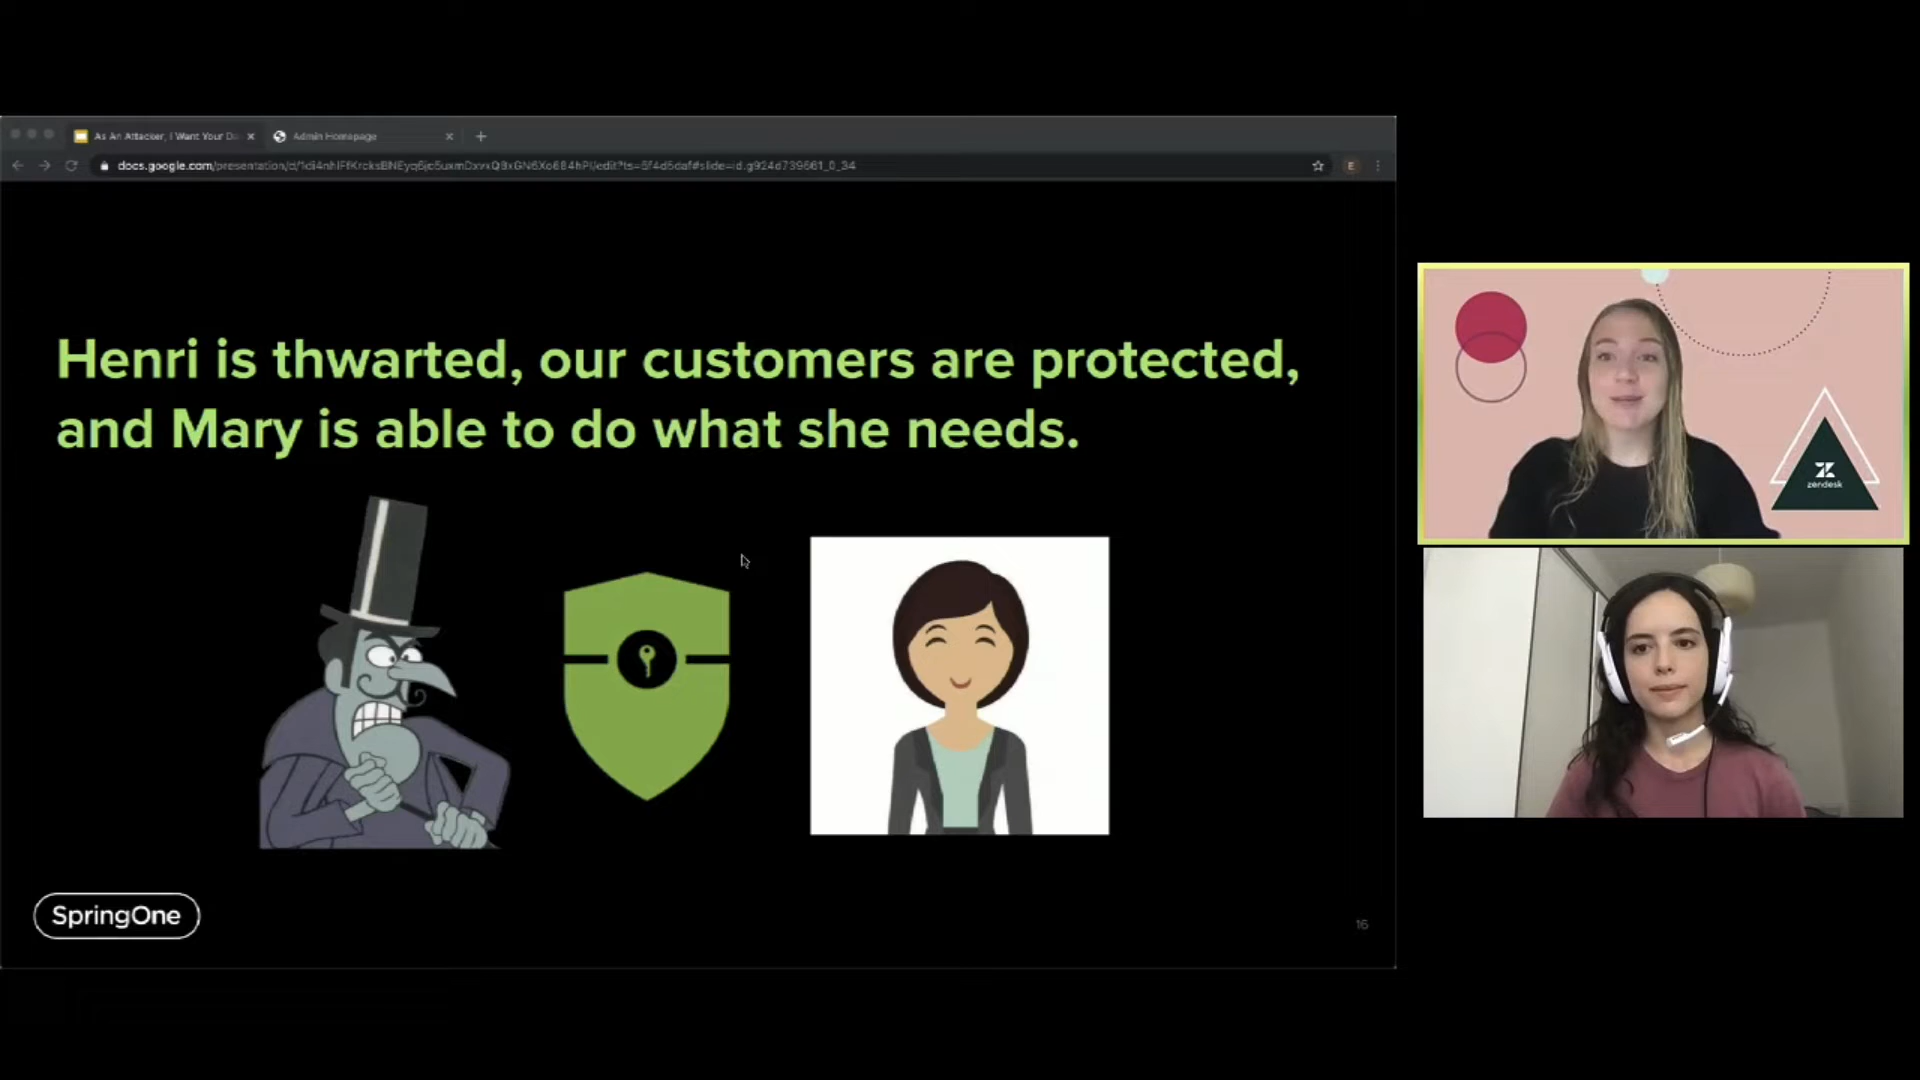 As An Attacker, I Want Your Da
Admin Homepage
docs.google.com
Henri is thwarted, our customers are protected,
and Mary is able to do what she needs.
zendesk
SpringOne
16